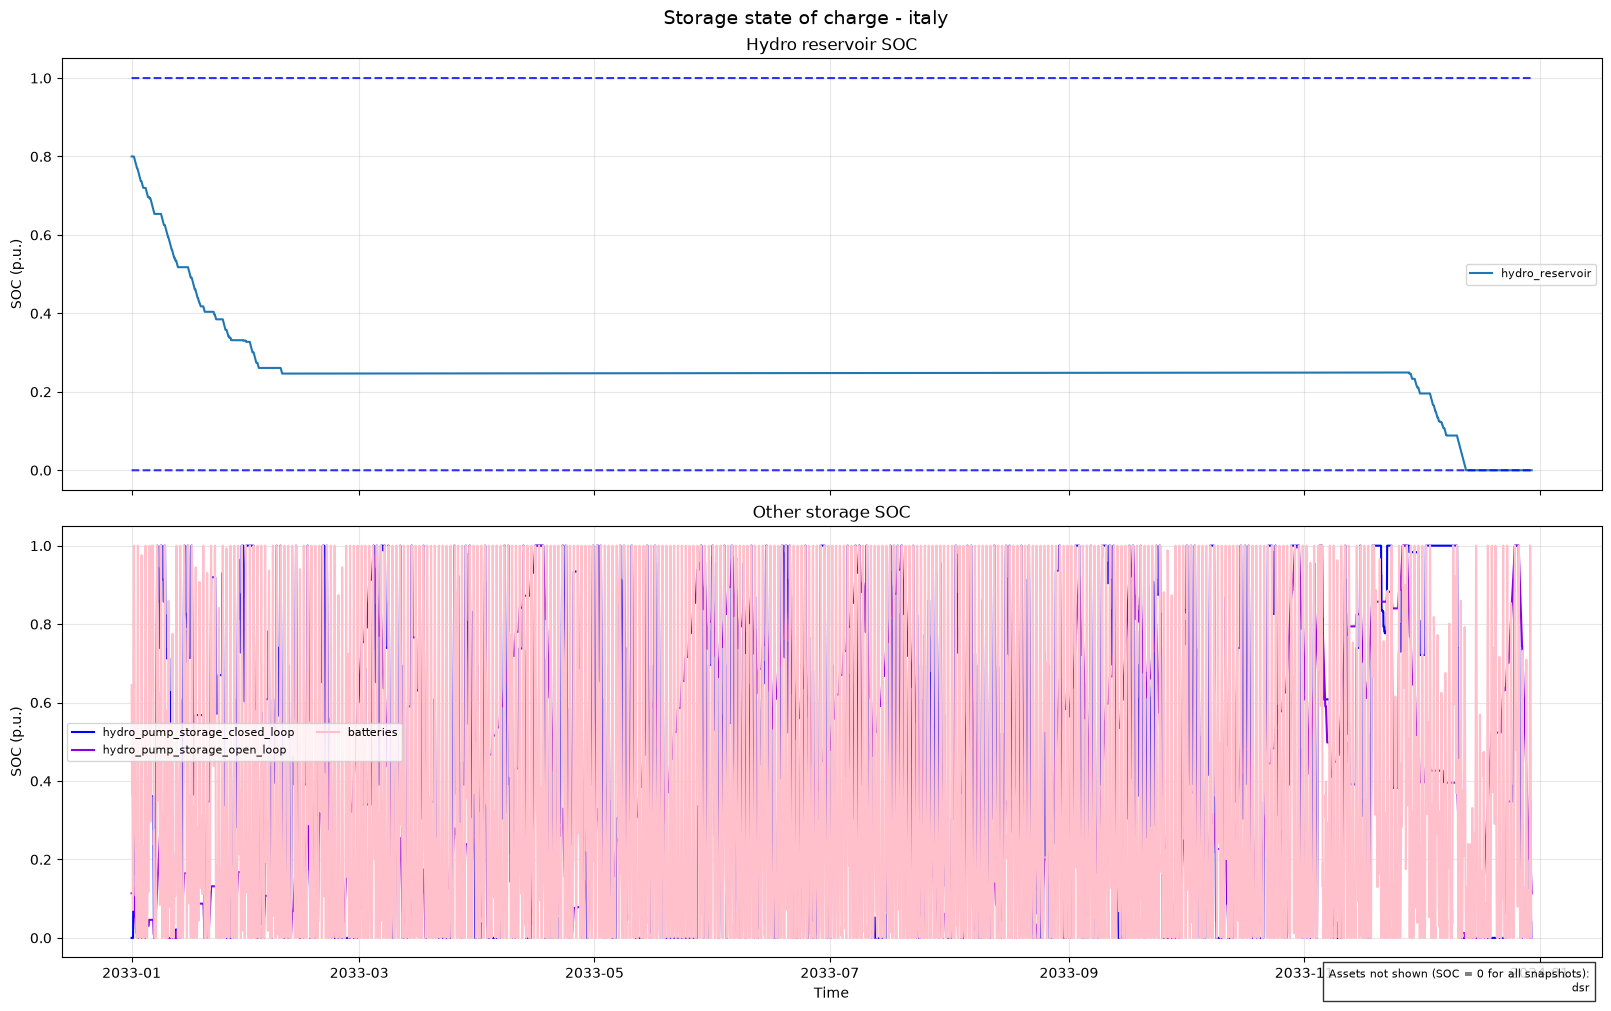 Storage state of charge - italy
Hydro reservoir SOC
1.0
0.8
0.6
0.4
0.2
0.0
SOC (p.u.)
hydro_reservoir
Other storage SOC
1.0
0.8
0.6
0.4
0.2
0.0
SOC (p.u.)
hydro_pump_storage_closed_loop
hydro_pump_storage_open_loop
batteries
2033-01
2033-03
2033-05
2033-07
2033-09
Time
Assets not shown (SOC = 0 for all snapshots):
dsr